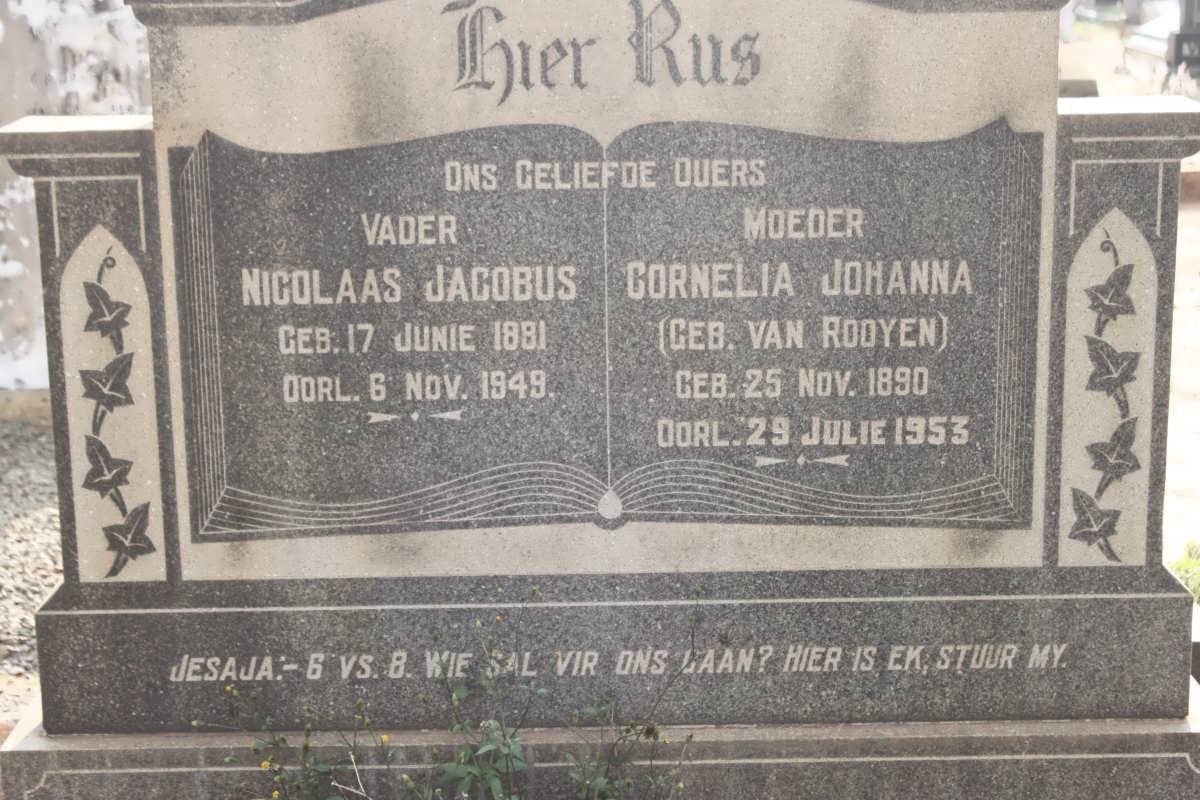 Hier Rus
ONS GELIEFDE OUERS
VADER
NICOLAAS JACOBUS
GEB. 17 JUNIE 1881
OORL. 6 NOV. 1949.
MOEDER
CORNELIA JOHANNA
(GEB. VAN ROOYEN)
GEB. 25 NOV. 1890
OORL. 29 JULIE 1953
JESAJA:- 6 VS. 8. WIE SAL VIR ONS GAAN? HIER IS EK, STUUR MY.